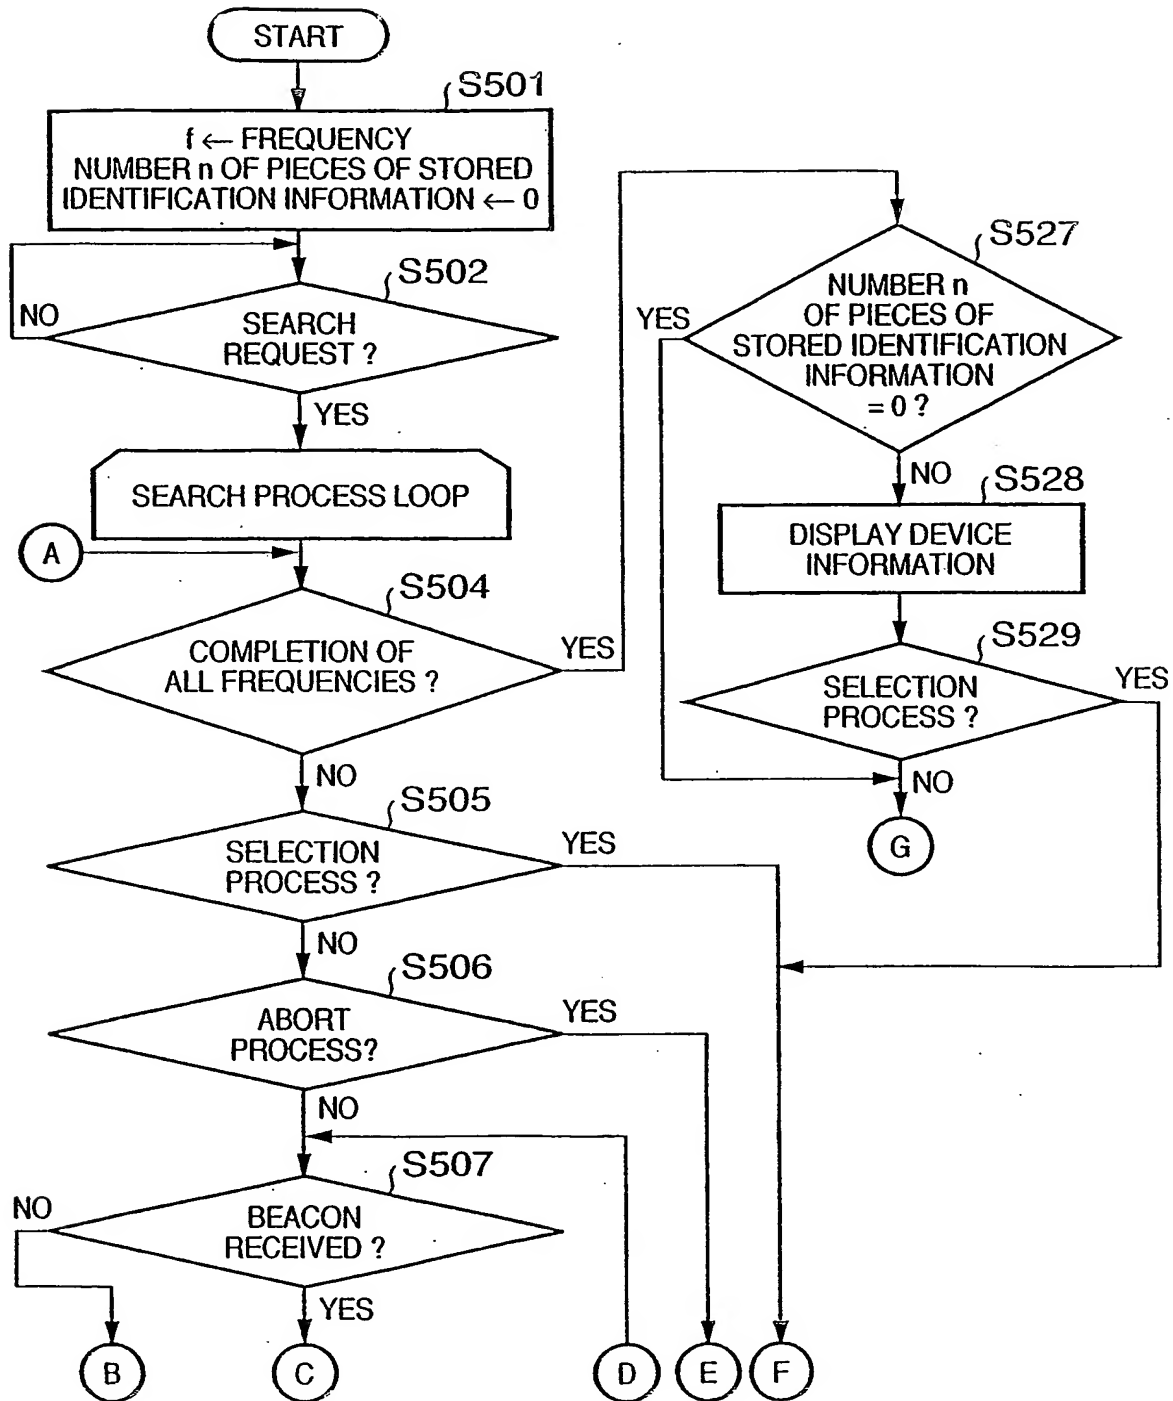 START
S501
f ← FREQUENCY
NUMBER n OF PIECES OF STORED
IDENTIFICATION INFORMATION ← 0
S502
NO
SEARCH
REQUEST ?
YES
SEARCH PROCESS LOOP
A
S504
COMPLETION OF
ALL FREQUENCIES ?
YES
NO
S505
SELECTION
PROCESS ?
YES
NO
S506
ABORT
PROCESS?
YES
NO
S507
NO
BEACON
RECEIVED ?
YES
B
C
D
E
F
S527
YES
NUMBER n
OF PIECES OF
STORED IDENTIFICATION
INFORMATION
= 0 ?
NO
S528
DISPLAY DEVICE
INFORMATION
S529
SELECTION
PROCESS ?
YES
NO
G